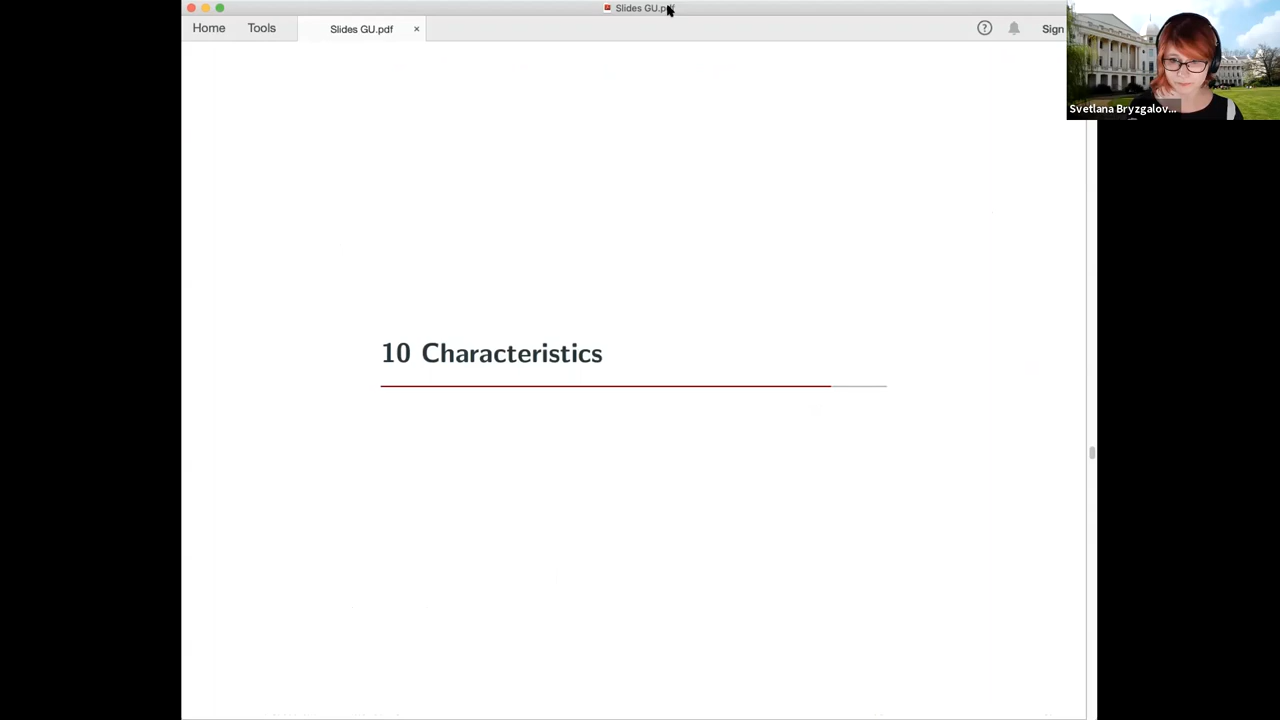 Slides GU.pdf
Home
Tools
Slides GU.pdf
Sign
Svetlana Bryzgalov...
10 Characteristics